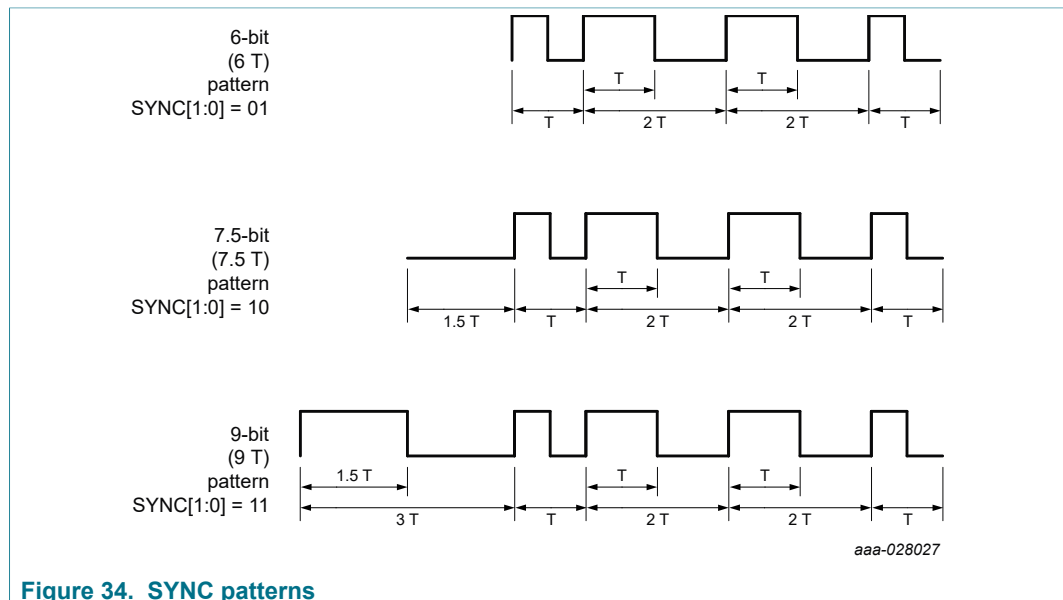 6-bit
(6 T)
pattern
SYNC[1:0] = 01
T
T
T
2 T
2 T
T
7.5-bit
(7.5 T)
pattern
SYNC[1:0] = 10
T
T
1.5 T
T
2 T
2 T
T
9-bit
(9 T)
pattern
SYNC[1:0] = 11
1.5 T
T
T
3 T
T
2 T
2 T
T
aaa-028027
Figure 34. SYNC patterns